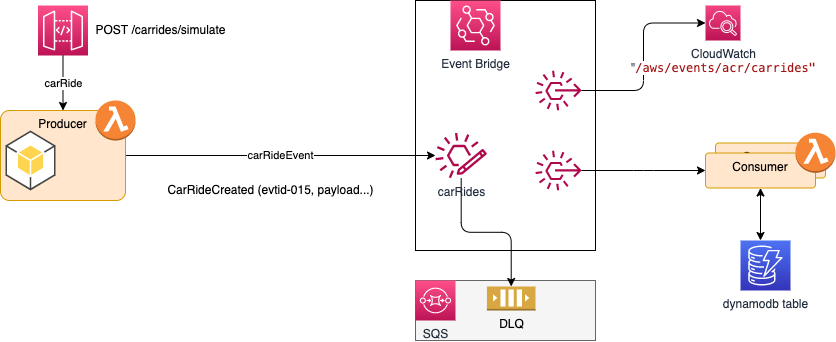 POST /carrides/simulate
carRide
Producer
carRideEvent
CarRideCreated (evtid-015, payload...)
Event Bridge
carRides
CloudWatch
"/aws/events/acr/carrides"
Consumer
dynamodb table
DLQ
SQS